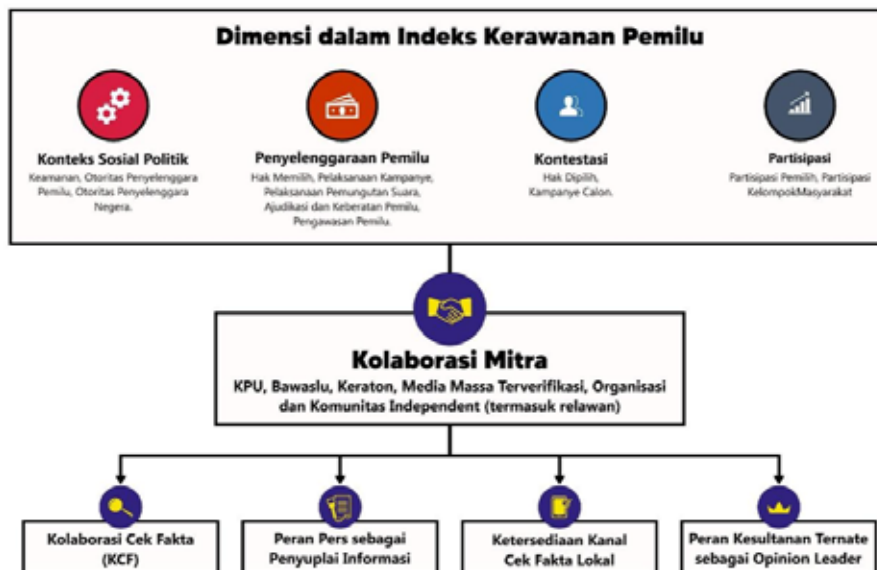 Dimensi dalam Indeks Kerawanan Pemilu
Konteks Sosial Politik
Keamanan, Otoritas Penyelenggara
Pemilu, Otoritas Penyelenggara
Negera.
Penyelenggaraan Pemilu
Hak Memilih, Pelaksanaan Kampanye,
Pelaksanaan Pemungutan Suara,
Ajudikasi dan Keberatan Pemilu,
Pengawasan Pemilu.
Kontestasi
Hak Dipilih,
Kampanye Calon.
Partisipasi
Partisipasi Pemilih, Partisipasi
KelompokMasyarakat
Kolaborasi Mitra
KPU, Bawaslu, Keraton, Media Massa Terverifikasi, Organisasi
dan Komunitas Independent (termasuk relawan)
Kolaborasi Cek Fakta
(KCF)
Peran Pers sebagai
Penyuplai Informasi
Ketersediaan Kanal
Cek Fakta Lokal
Peran Kesultanan Ternate
sebagai Opinion Leader